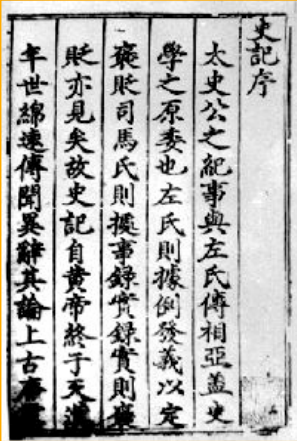 史記序
太史公之紀事與左氏傳相亞蓋史
學之原委也左氏則據例發義以定
褒貶司馬氏則據事錄實錄實則褒
貶亦見矣故史記自黄帝終于天漢
年世綿遠傳聞異辭其論上古